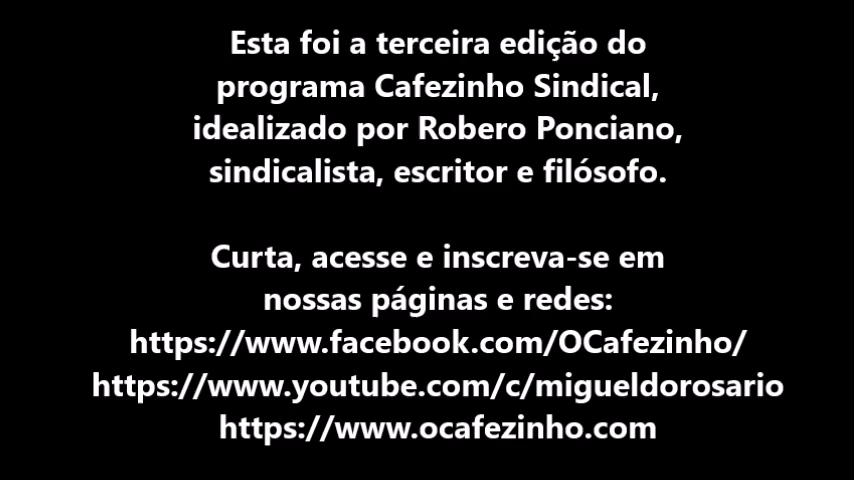 Esta foi a terceira edição do
programa Cafezinho Sindical,
idealizado por Robero Ponciano,
sindicalista, escritor e filósofo.
Curta, acesse e inscreva-se em
nossas páginas e redes:
https://www.facebook.com/OCafezinho/
https://www.youtube.com/c/migueldorosario
https://www.ocafezinho.com